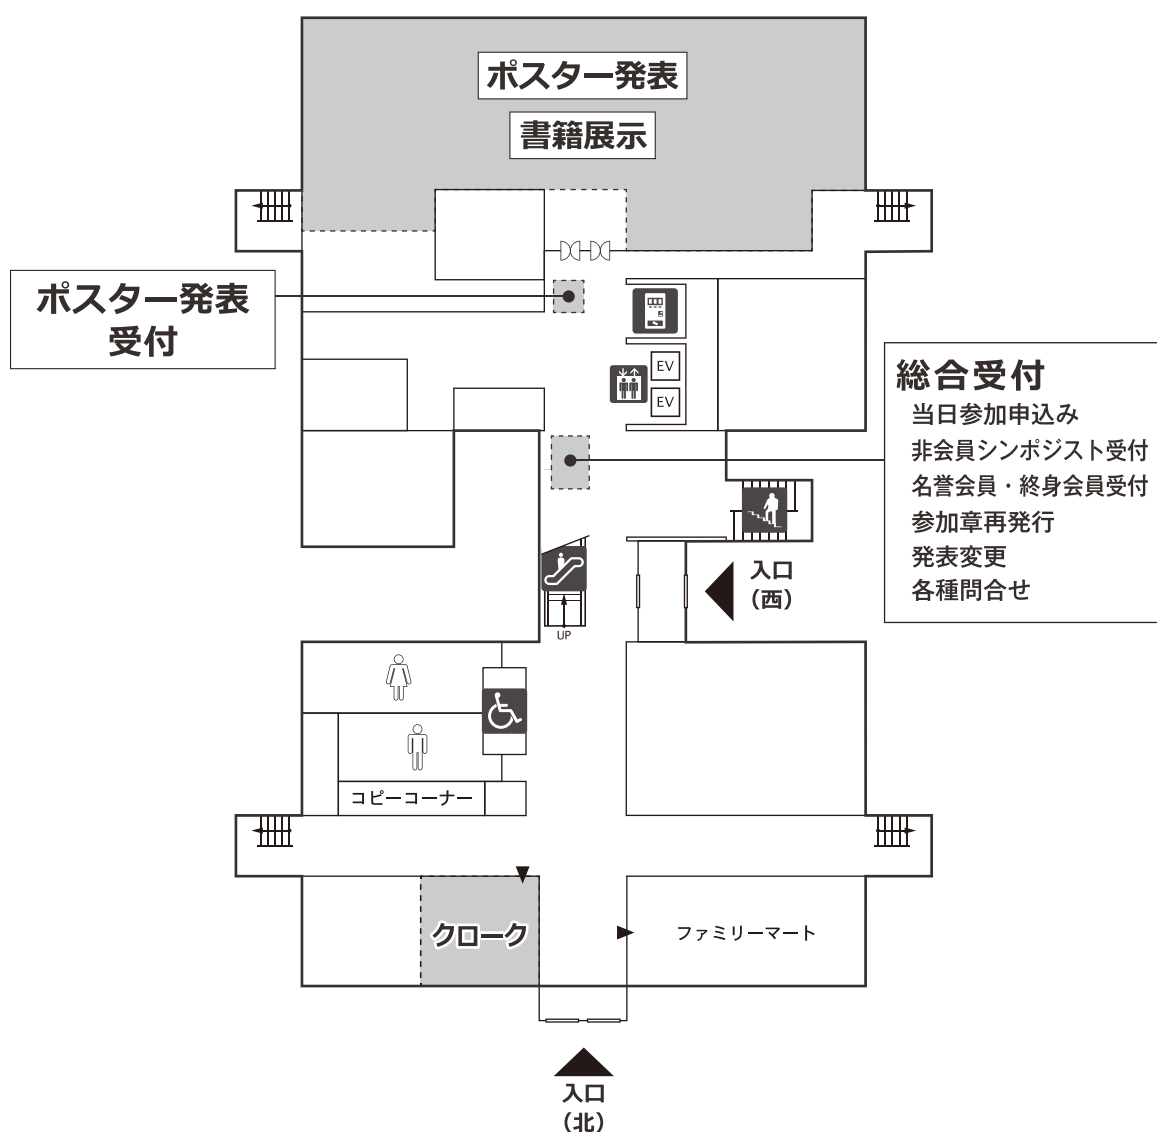 ポスター発表
書籍展示
ポスター発表
受付
EV
EV
総合受付
当日参加申込み
非会員シンポジスト受付
名誉会員・終身会員受付
参加章再発行
発表変更
各種問合せ
入口
（西）
UP
コピーコーナー
クローク
ファミリーマート
入口
（北）